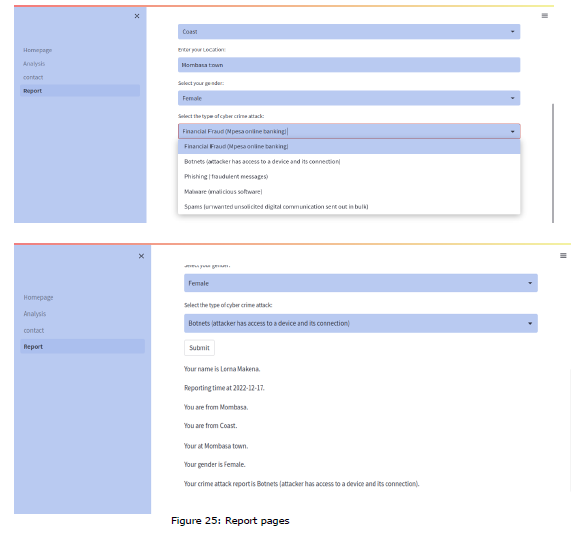 Coast
Homepage
Enter your Location:
Analysis
Mombasa town
contact
Select your gender:
Report
Female
Select the type of cyber crime attack:
Financial Fraud (Mpesa online banking)
Financial Fraud (Mpesa online banking)
Botnets (attacker has access to a device and its connection)
Phishing ( fraudulent messages)
Malware (malicious software)
Spams (unwanted unsolicited digital communication sent out in bulk)
Select your gender:
Homepage
Female
Analysis
Select the type of cyber crime attack:
contact
Botnets (attacker has access to a device and its connection)
Report
Submit
Your name is Lorna Makena.
Reporting time at 2022-12-17.
You are from Mombasa.
You are from Coast.
Your at Mombasa town.
Your gender is Female.
Your crime attack report is Botnets (attacker has access to a device and its connection).
Figure 25: Report pages